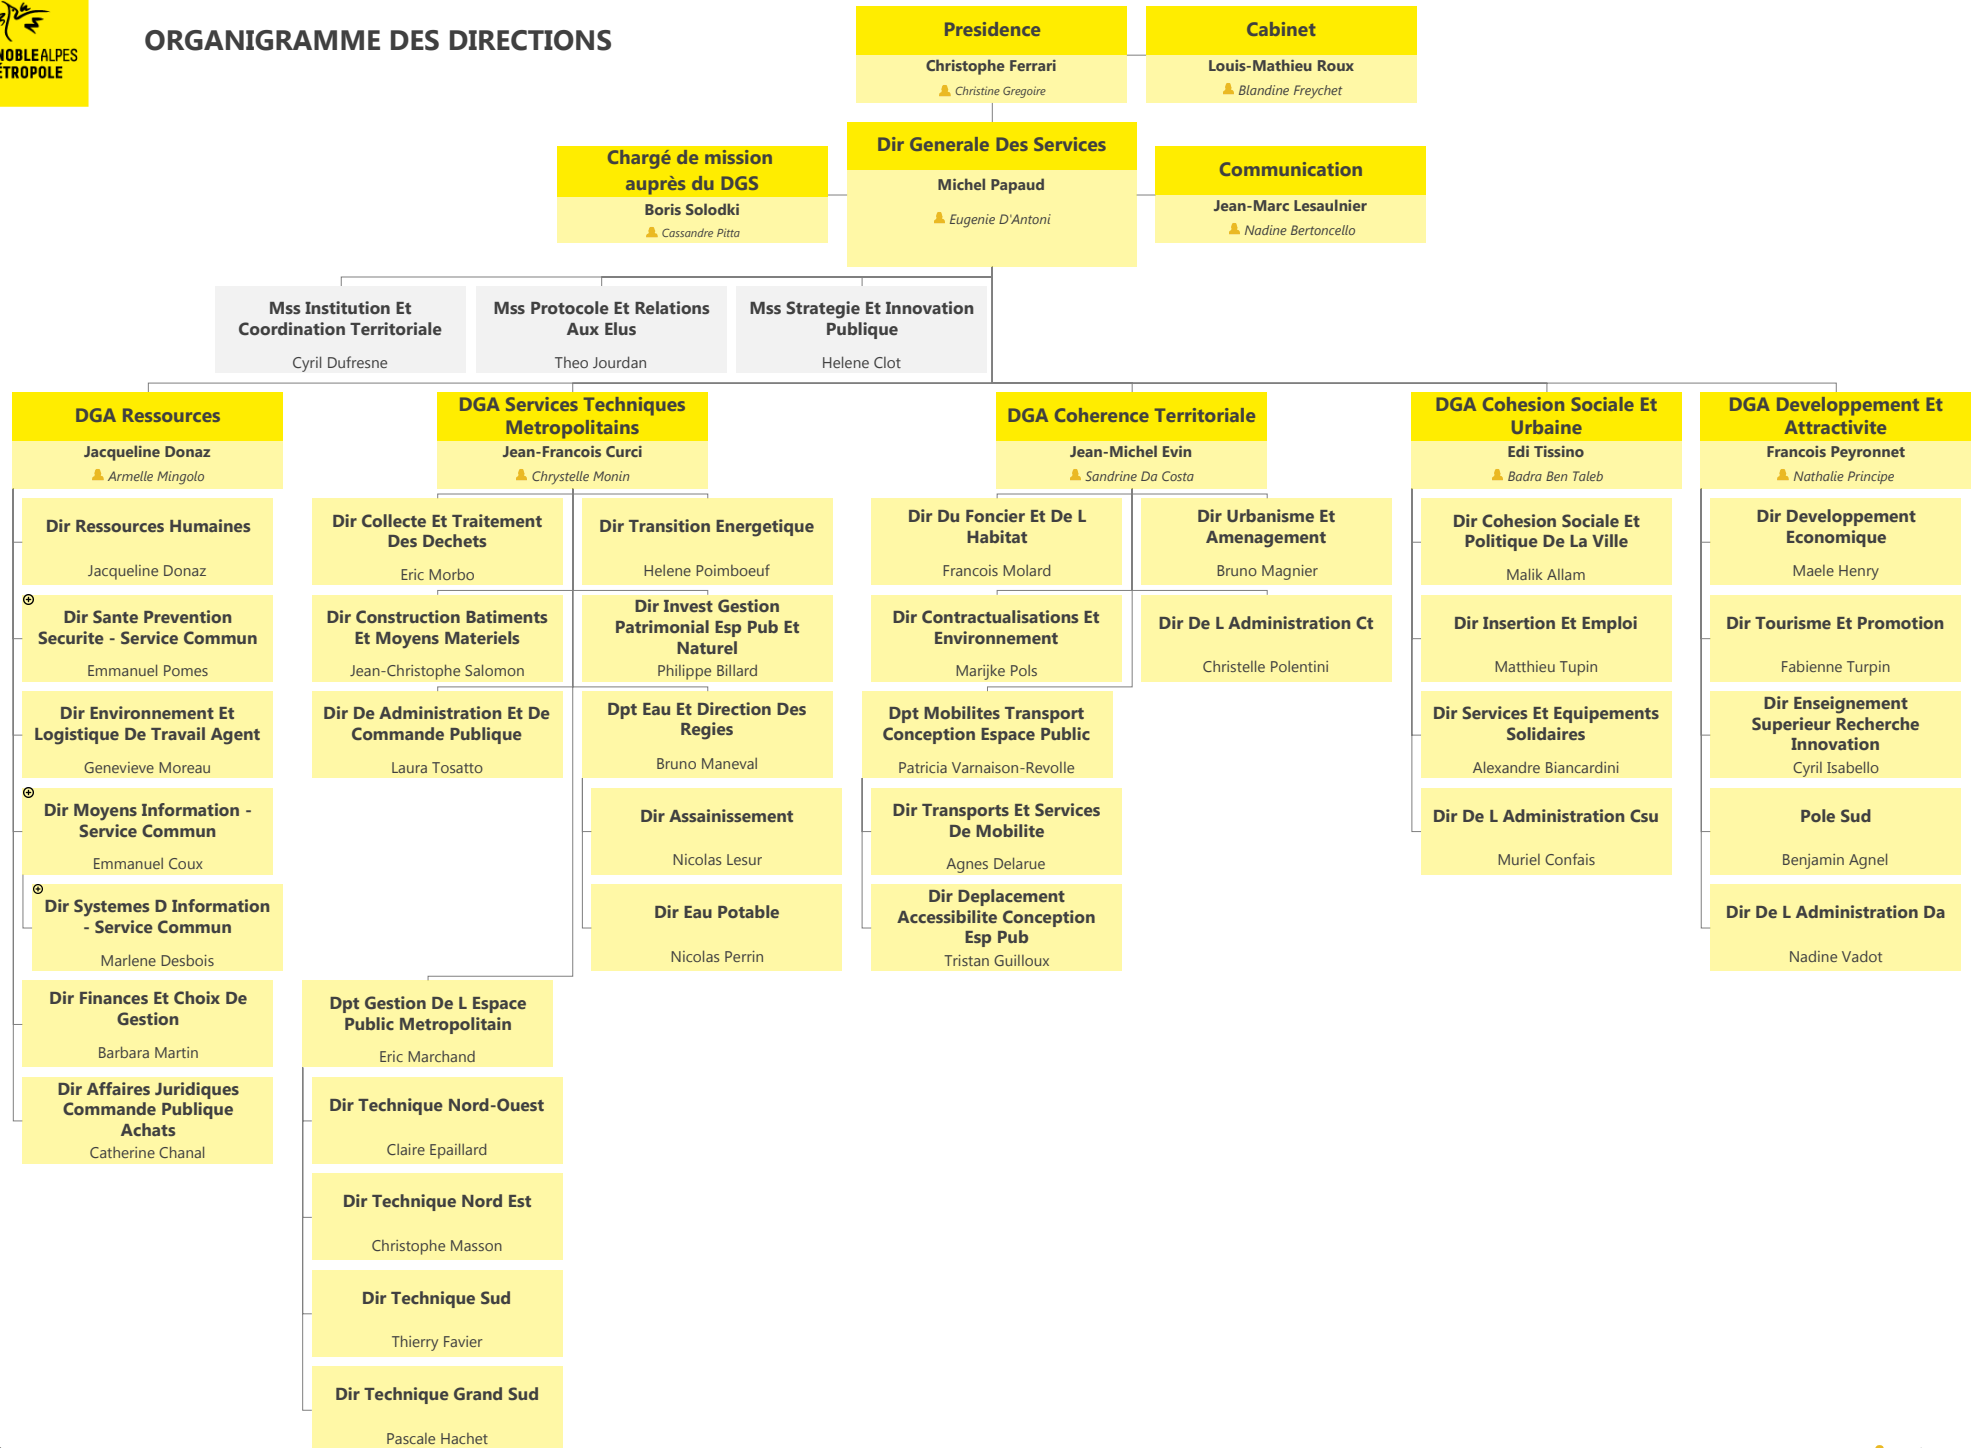 NOBLEALPES
ÉTROPOLE
ORGANIGRAMME DES DIRECTIONS
Presidence
Christophe Ferrari
Christine Gregoire
Cabinet
Louis-Mathieu Roux
Blandine Freychet
Chargé de mission
auprès du DGS
Boris Solodki
Cassandre Pitta
Dir Generale Des Services
Michel Papaud
Eugenie D'Antoni
Communication
Jean-Marc Lesaulnier
Nadine Bertoncello
Mss Institution Et
Coordination Territoriale
Cyril Dufresne
Mss Protocole Et Relations
Aux Elus
Theo Jourdan
Mss Strategie Et Innovation
Publique
Helene Clot
DGA Ressources
Jacqueline Donaz
Armelle Mingolo
Dir Ressources Humaines
Jacqueline Donaz
Dir Sante Prevention
Securite - Service Commun
Emmanuel Pomes
Dir Environnement Et
Logistique De Travail Agent
Genevieve Moreau
Dir Moyens Information -
Service Commun
Emmanuel Coux
Dir Systemes D Information
- Service Commun
Marlene Desbois
Dir Finances Et Choix De
Gestion
Barbara Martin
Dir Affaires Juridiques
Commande Publique
Achats
Catherine Chanal
DGA Services Techniques
Metropolitains
Jean-Francois Curci
Chrystelle Monin
Dir Collecte Et Traitement
Des Dechets
Eric Morbo
Dir Transition Energetique
Helene Poimboeuf
Dir Construction Batiments
Et Moyens Materiels
Jean-Christophe Salomon
Dir Invest Gestion
Patrimonial Esp Pub Et
Naturel
Philippe Billard
Dir De Administration Et De
Commande Publique
Laura Tosatto
Dpt Eau Et Direction Des
Regies
Bruno Maneval
Dir Assainissement
Nicolas Lesur
Dir Eau Potable
Nicolas Perrin
Dpt Gestion De L Espace
Public Metropolitain
Eric Marchand
Dir Technique Nord-Ouest
Claire Epaillard
Dir Technique Nord Est
Christophe Masson
Dir Technique Sud
Thierry Favier
Dir Technique Grand Sud
Pascale Hachet
DGA Coherence Territoriale
Jean-Michel Evin
Sandrine Da Costa
Dir Du Foncier Et De L
Habitat
Francois Molard
Dir Urbanisme Et
Amenagement
Bruno Magnier
Dir Contractualisations Et
Environnement
Marijke Pols
Dir De L Administration Ct
Christelle Polentini
Dpt Mobilites Transport
Conception Espace Public
Patricia Varnaison-Revolle
Dir Transports Et Services
De Mobilite
Agnes Delarue
Dir Deplacement
Accessibilite Conception
Esp Pub
Tristan Guilloux
DGA Cohesion Sociale Et
Urbaine
Edi Tissino
Badra Ben Taleb
Dir Cohesion Sociale Et
Politique De La Ville
Malik Allam
Dir Insertion Et Emploi
Matthieu Tupin
Dir Services Et Equipements
Solidaires
Alexandre Biancardini
Dir De L Administration Csu
Muriel Confais
DGA Developpement Et
Attractivite
Francois Peyronnet
Nathalie Principe
Dir Developpement
Economique
Maele Henry
Dir Tourisme Et Promotion
Fabienne Turpin
Dir Enseignement
Superieur Recherche
Innovation
Cyril Isabello
Pole Sud
Benjamin Agnel
Dir De L Administration Da
Nadine Vadot